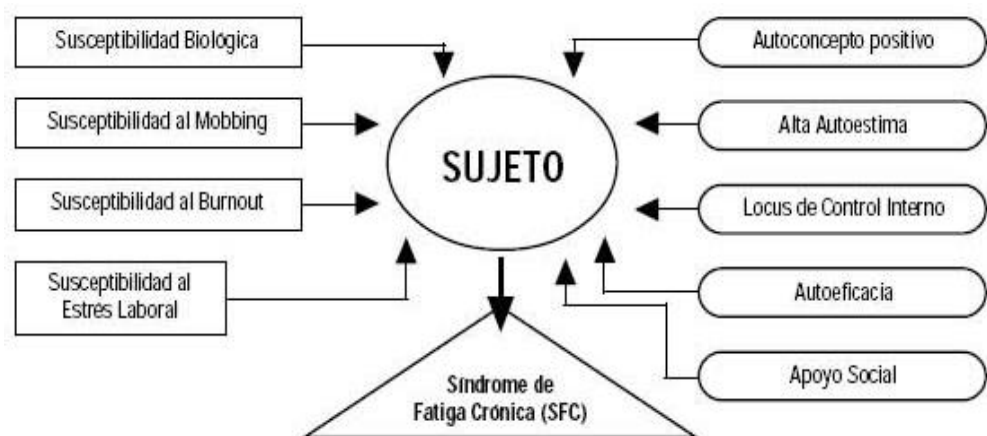 Susceptibilidad Biológica
Susceptibilidad al Mobbing
Susceptibilidad al Burnout
Susceptibilidad al
Estrés Laboral
SUJETO
Síndrome de
Fatiga Crónica (SFC)
Autoconcepto positivo
Alta Autoestima
Locus de Control Interno
Autoeficacia
Apoyo Social